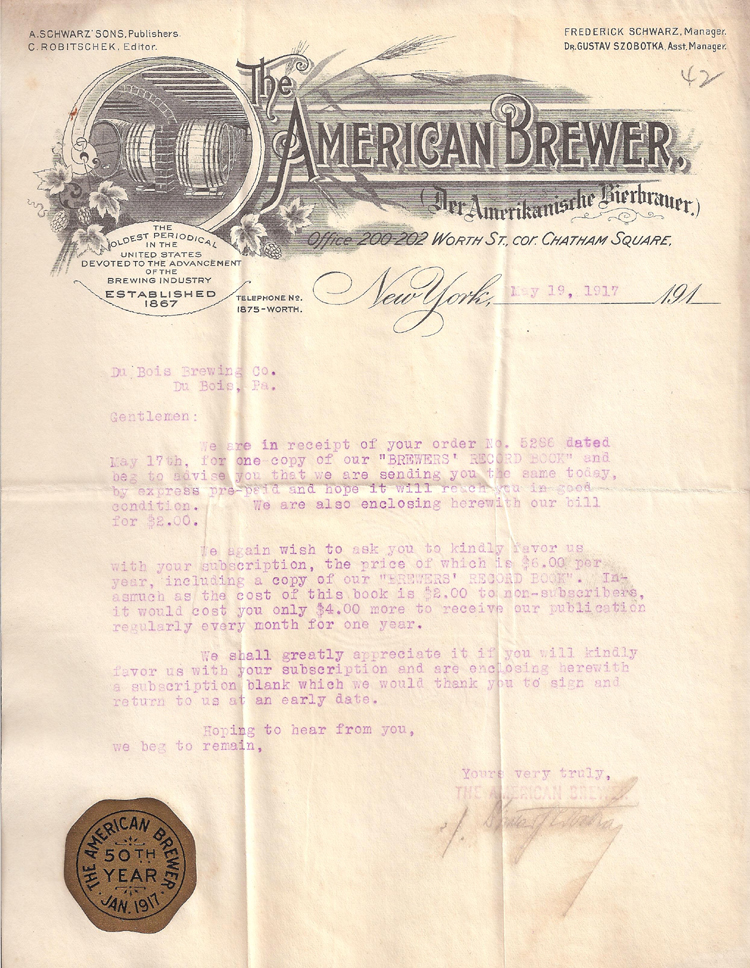 A. SCHWARZ' SONS, Publishers.
C. ROBITSCHEK, Editor.
FREDERICK SCHWARZ, Manager.
DR. GUSTAV SZOBOTKA, Asst. Manager.
42
The
AMERICAN BREWER,
(Der Amerikanische Bierbrauer.)
Office 200-202 WORTH ST., cor. CHATHAM SQUARE,
THE
OLDEST PERIODICAL
IN THE
UNITED STATES
DEVOTED TO THE ADVANCEMENT
OF THE
BREWING INDUSTRY
ESTABLISHED
1867
TELEPHONE NO.
1875-WORTH.
New York, May 19, 1917 191
Du Bois Brewing Co.
Du Bois, Pa.
Gentlemen:
We are in receipt of your order No. 5286 dated
May 17th, for one copy of our "BREWERS' RECORD BOOK" and
beg to advise you that we are sending you the same today,
by express pre-paid and hope it will reach you in good
condition. We are also enclosing herewith our bill
for $2.00.
We again wish to ask you to kindly favor us
with your subscription, the price of which is $6.00 per
year, including a copy of our "BREWERS' RECORD BOOK". In-
asmuch as the cost of this book is $2.00 to non-subscribers,
it would cost you only $4.00 more to receive our publication
regularly every month for one year.
We shall greatly appreciate it if you will kindly
favor us with your subscription and are enclosing herewith
a subscription blank which we would thank you to sign and
return to us at an early date.
Hoping to hear from you,
we beg to remain,
Yours very truly,
THE AMERICAN BREWER.
THE AMERICAN BREWER
50TH
YEAR
JAN. 1917